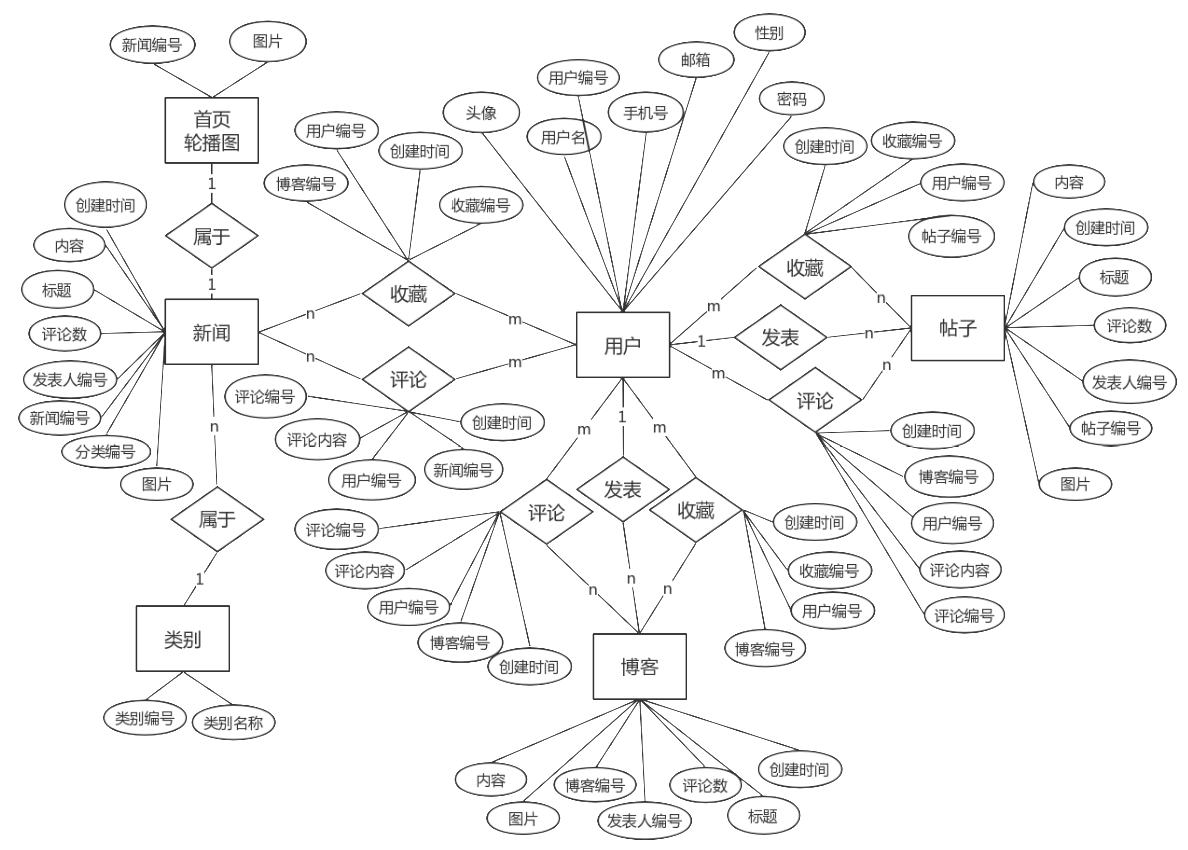 性别
新闻编号
图片
邮箱
用户编号
密码
头像
手机号
用户名
首页
轮播图
用户编号
创建时间
创建时间
收藏编号
博客编号
收藏编号
用户编号
内容
1
创建时间
属于
内容
帖子编号
创建时间
收藏
标题
1
收藏
标题
n
m
n
m
新闻
评论数
用户
1
发表
n
帖子
评论数
n
m
m
n
评论
发表人编号
评论
发表人编号
评论编号
创建时间
新闻编号
n
评论内容
m
1
m
创建时间
帖子编号
分类编号
用户编号
新闻编号
博客编号
图片
图片
属于
评论
发表
收藏
评论编号
创建时间
用户编号
评论内容
1
n
n
n
收藏编号
评论内容
用户编号
用户编号
评论编号
类别
博客编号
创建时间
博客编号
博客
类别编号
类别名称
内容
博客编号
评论数
创建时间
图片
发表人编号
标题